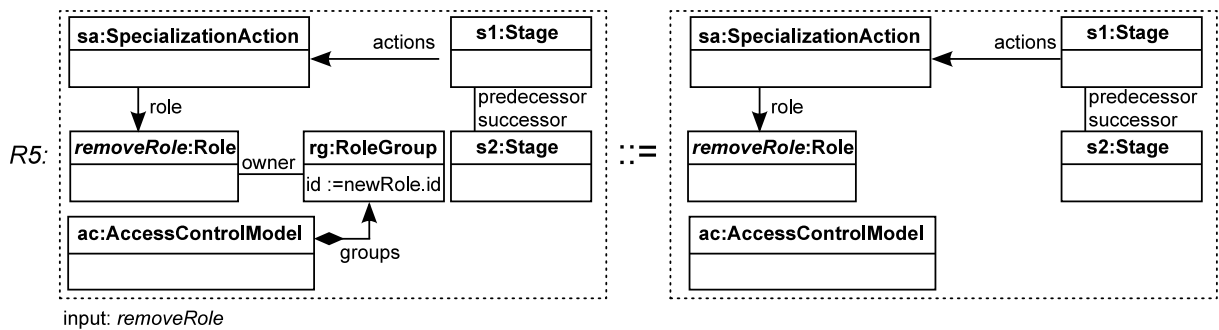 sa:SpecializationAction
actions
s1:Stage
role
predecessor
successor
R5:
removeRole:Role
owner
rg:RoleGroup
id :=newRole.id
s2:Stage
ac:AccessControlModel
groups
::=
sa:SpecializationAction
actions
s1:Stage
role
predecessor
successor
removeRole:Role
s2:Stage
ac:AccessControlModel
input: removeRole